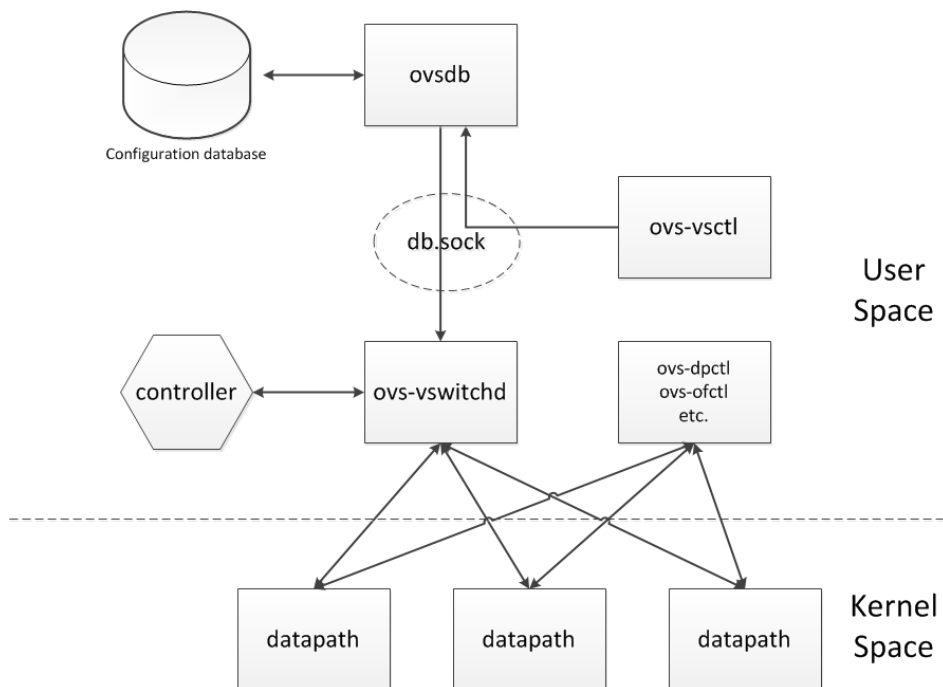 ovsdb
Configuration database
ovs-vsctl
db.sock
User
Space
controller
ovs-vswitchd
ovs-dpctl
ovs-ofctl
etc.
datapath
datapath
datapath
Kernel
Space